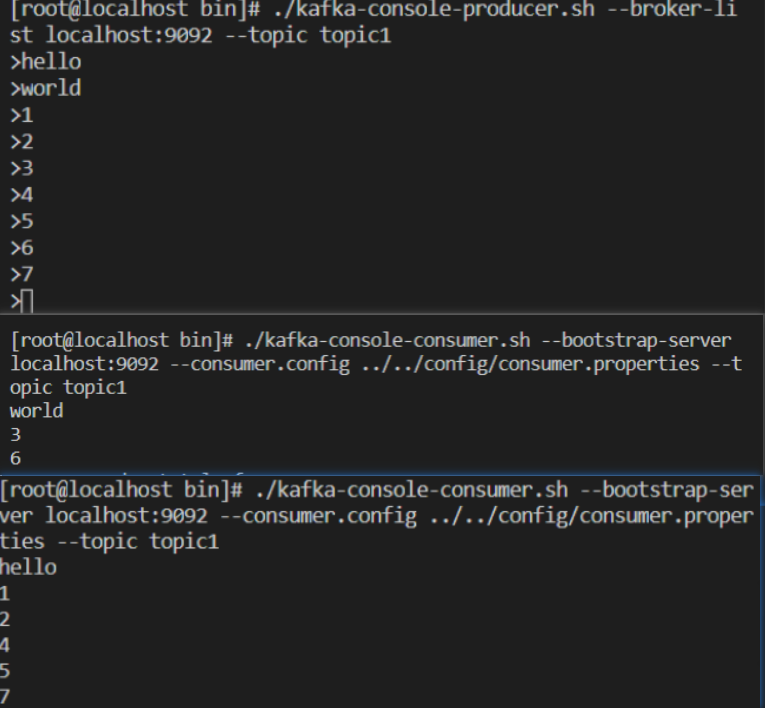 [root@localhost bin]# ./kafka-console-producer.sh --broker-li
st localhost:9092 --topic topic1
>hello
>world
>1
>2
>3
>4
>5
>6
>7
>
[root@localhost bin]# ./kafka-console-consumer.sh --bootstrap-server
localhost:9092 --consumer.config ../../config/consumer.properties --t
opic topic1
world
3
6
[root@localhost bin]# ./kafka-console-consumer.sh --bootstrap-ser
ver localhost:9092 --consumer.config ../../config/consumer.proper
ties --topic topic1
hello
1
2
4
5
7